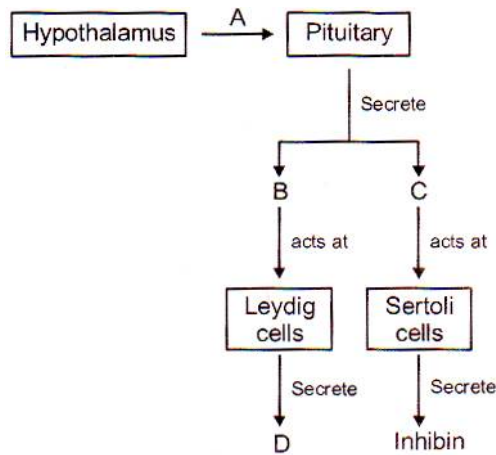 A
Hypothalamus Pituitary
Secrete
B C
acts at acts at
Leydig Sertoli
cells cells
Secrete Secrete
D Inhibin